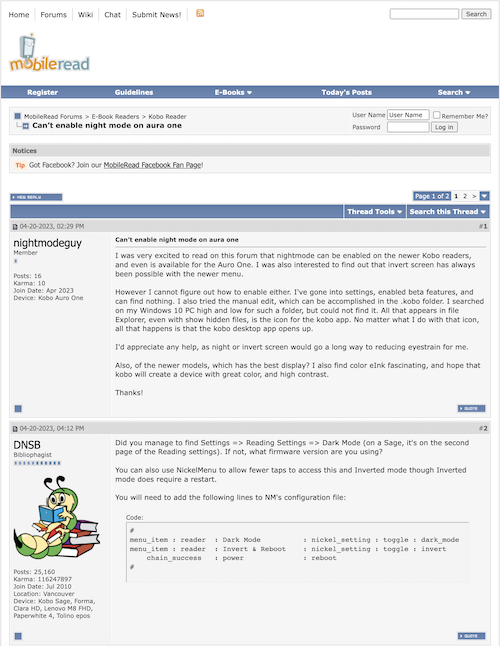 Home Forums Wiki Chat Submit News! Search
mobileread
Register Guidelines E-Books Today's Posts Search
MobileRead Forums > E-Book Readers > Kobo Reader
Can't enable night mode on aura one
User Name User Name Remember Me?
Password Log in
Notices
Tip Got Facebook? Join our MobileRead Facebook Fan Page!
NEW REPLY Page 1 of 2 1 2 >
Thread Tools Search this Thread
04-20-2023, 02:29 PM #1
nightmodeguy
Member
Posts: 16
Karma: 10
Join Date: Apr 2023
Device: Kobo Auro One
Can't enable night mode on aura one
I was very excited to read on this forum that nightmode can be enabled on the newer Kobo readers,
and even is available for the Auro One. I was also interested to find out that invert screen has always
been possible with the newer menu.
However I cannot figure out how to enable either. I've gone into settings, enabled beta features, and
can find nothing. I also tried the manual edit, which can be accomplished in the .kobo folder. I searched
on my Windows 10 PC high and low for such a folder, but could not find it. All that appears in file
Explorer, even with show hidden files, is the icon for the kobo app. No matter what I do with that icon,
all that happens is that the kobo desktop app opens up.
I'd appreciate any help, as night or invert screen would go a long way to reducing eyestrain for me.
Also, of the newer models, which has the best display? I also find color eInk fascinating, and hope that
kobo will create a device with great color, and high contrast.
Thanks!
QUOTE
04-20-2023, 04:12 PM #2
DNSB
Bibliophagist
Posts: 25,160
Karma: 116247897
Join Date: Jul 2010
Location: Vancouver
Device: Kobo Sage, Forma,
Clara HD, Lenovo M8 FHD,
Paperwhite 4, Tolino epos
Did you manage to find Settings => Reading Settings => Dark Mode (on a Sage, it's on the second
page of the Reading settings). If not, what firmware version are you using?
You can also use NickelMenu to allow fewer taps to access this and Inverted mode though Inverted
mode does require a restart.
You will need to add the following lines to NM's configuration file:
Code:
#
menu_item : reader : Dark Mode : nickel_setting : toggle : dark_mode
menu_item : reader : Invert & Reboot : nickel_setting : toggle : invert
chain_success : power : reboot
#
QUOTE